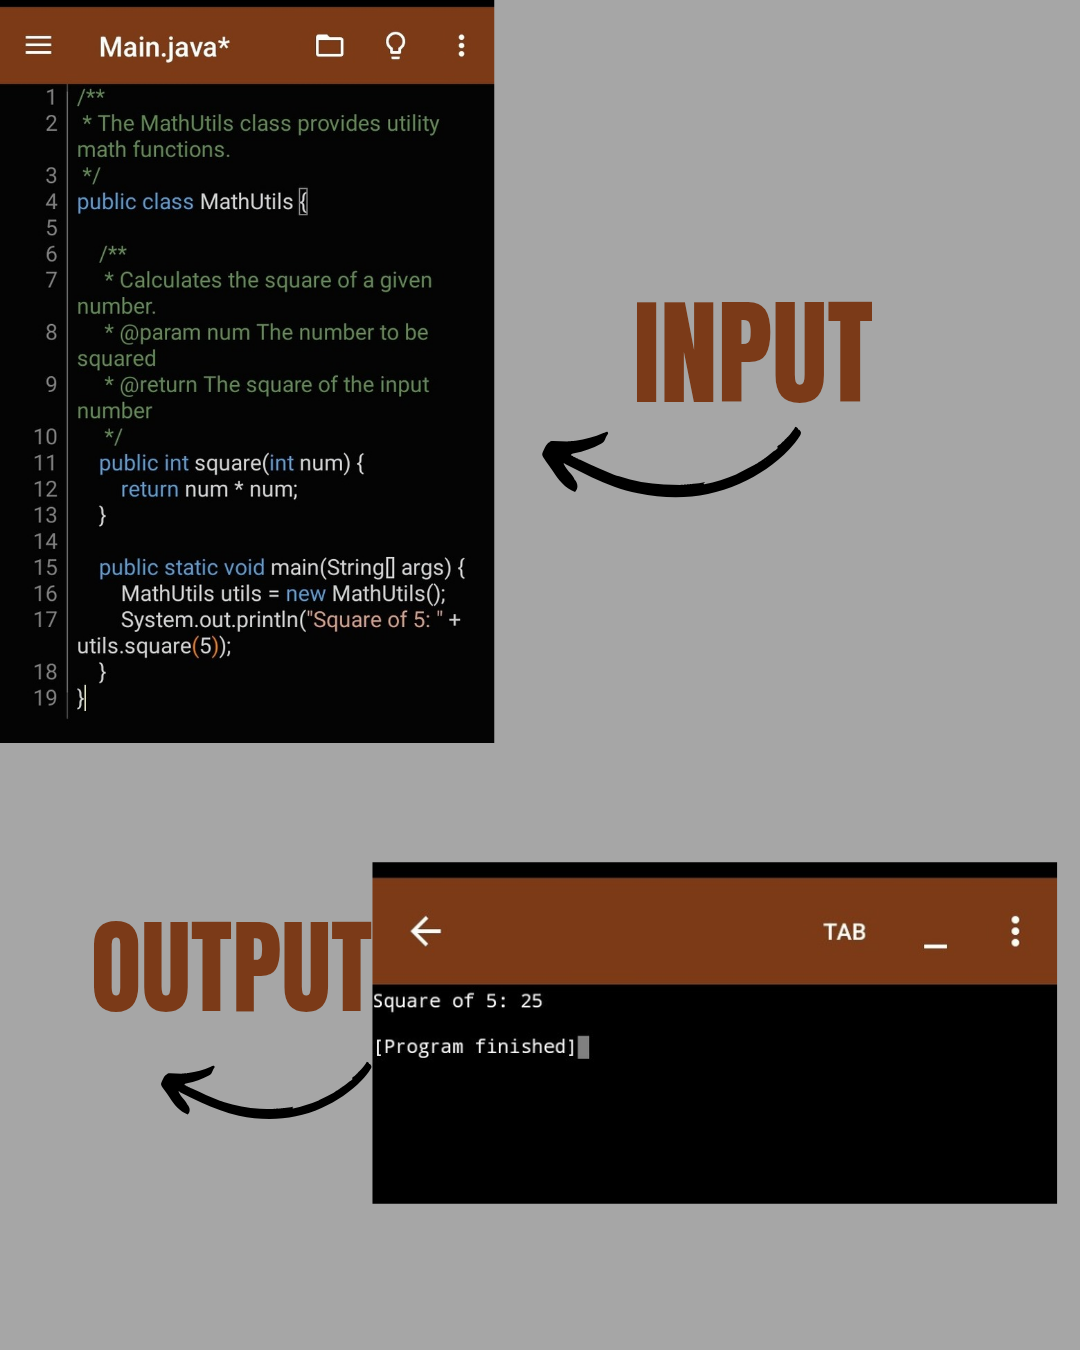 Main.java*
1 /**
2 * The MathUtils class provides utility
math functions.
3 */
4 public class MathUtils {
5
6 /**
7 * Calculates the square of a given
number.
8 * @param num The number to be
squared
9 * @return The square of the input
number
10 */
11 public int square(int num) {
12 return num * num;
13 }
14
15 public static void main(String[] args) {
16 MathUtils utils = new MathUtils();
17 System.out.println("Square of 5: " +
utils.square(5));
18 }
19 }
INPUT
OUTPUT
TAB
Square of 5: 25
[Program finished]